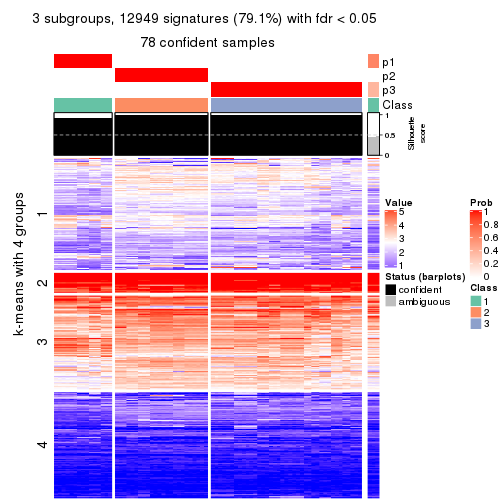 3 subgroups, 12949 signatures (79.1%) with fdr < 0.05
78 confident samples
p1
p2
p3
Class
1
0.5
0
Silhouette
score
k-means with 4 groups
1
2
3
4
Value
5
4
3
2
1
Status (barplots)
confident
ambiguous
Prob
1
0.8
0.6
0.4
0.2
0
Class
1
2
3